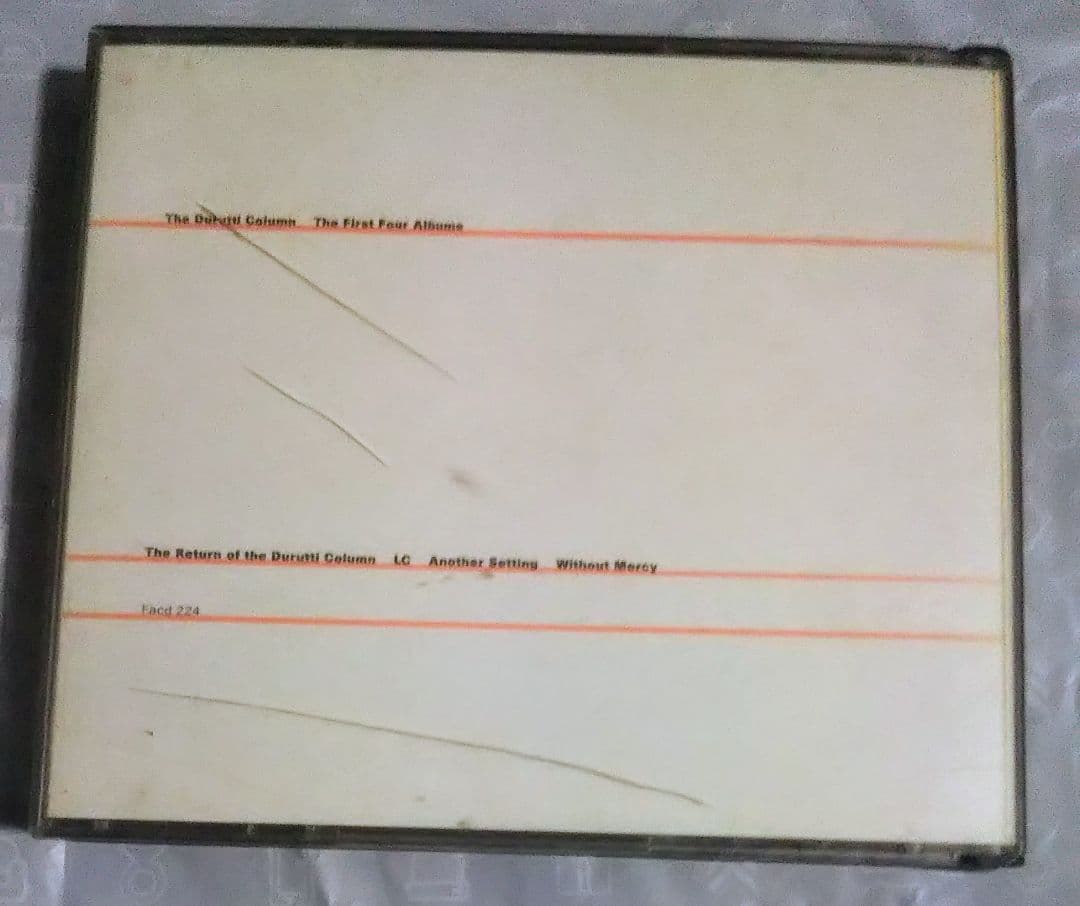 The Durutti Column The First Four Albums
The Return of the Durutti Column LC Another Setting Without Mercy
Facd 224